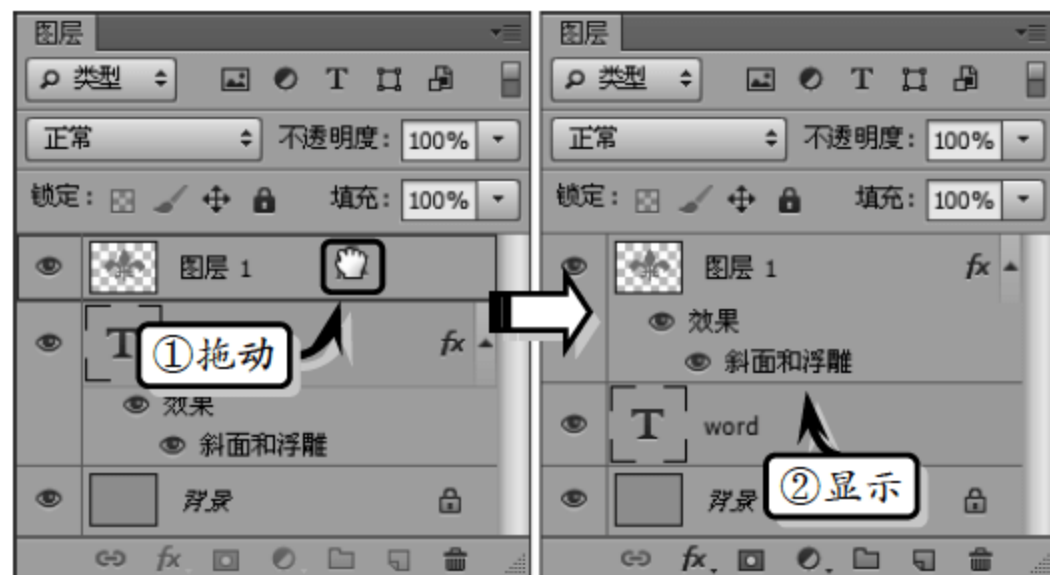 图层
类型
正常 不透明度: 100%
锁定: 填充: 100%
图层 1
①拖动
T fx
效果
斜面和浮雕
背景
fx
图层
类型
正常 不透明度: 100%
锁定: 填充: 100%
图层 1 fx
效果
斜面和浮雕
T word
背景
②显示
fx